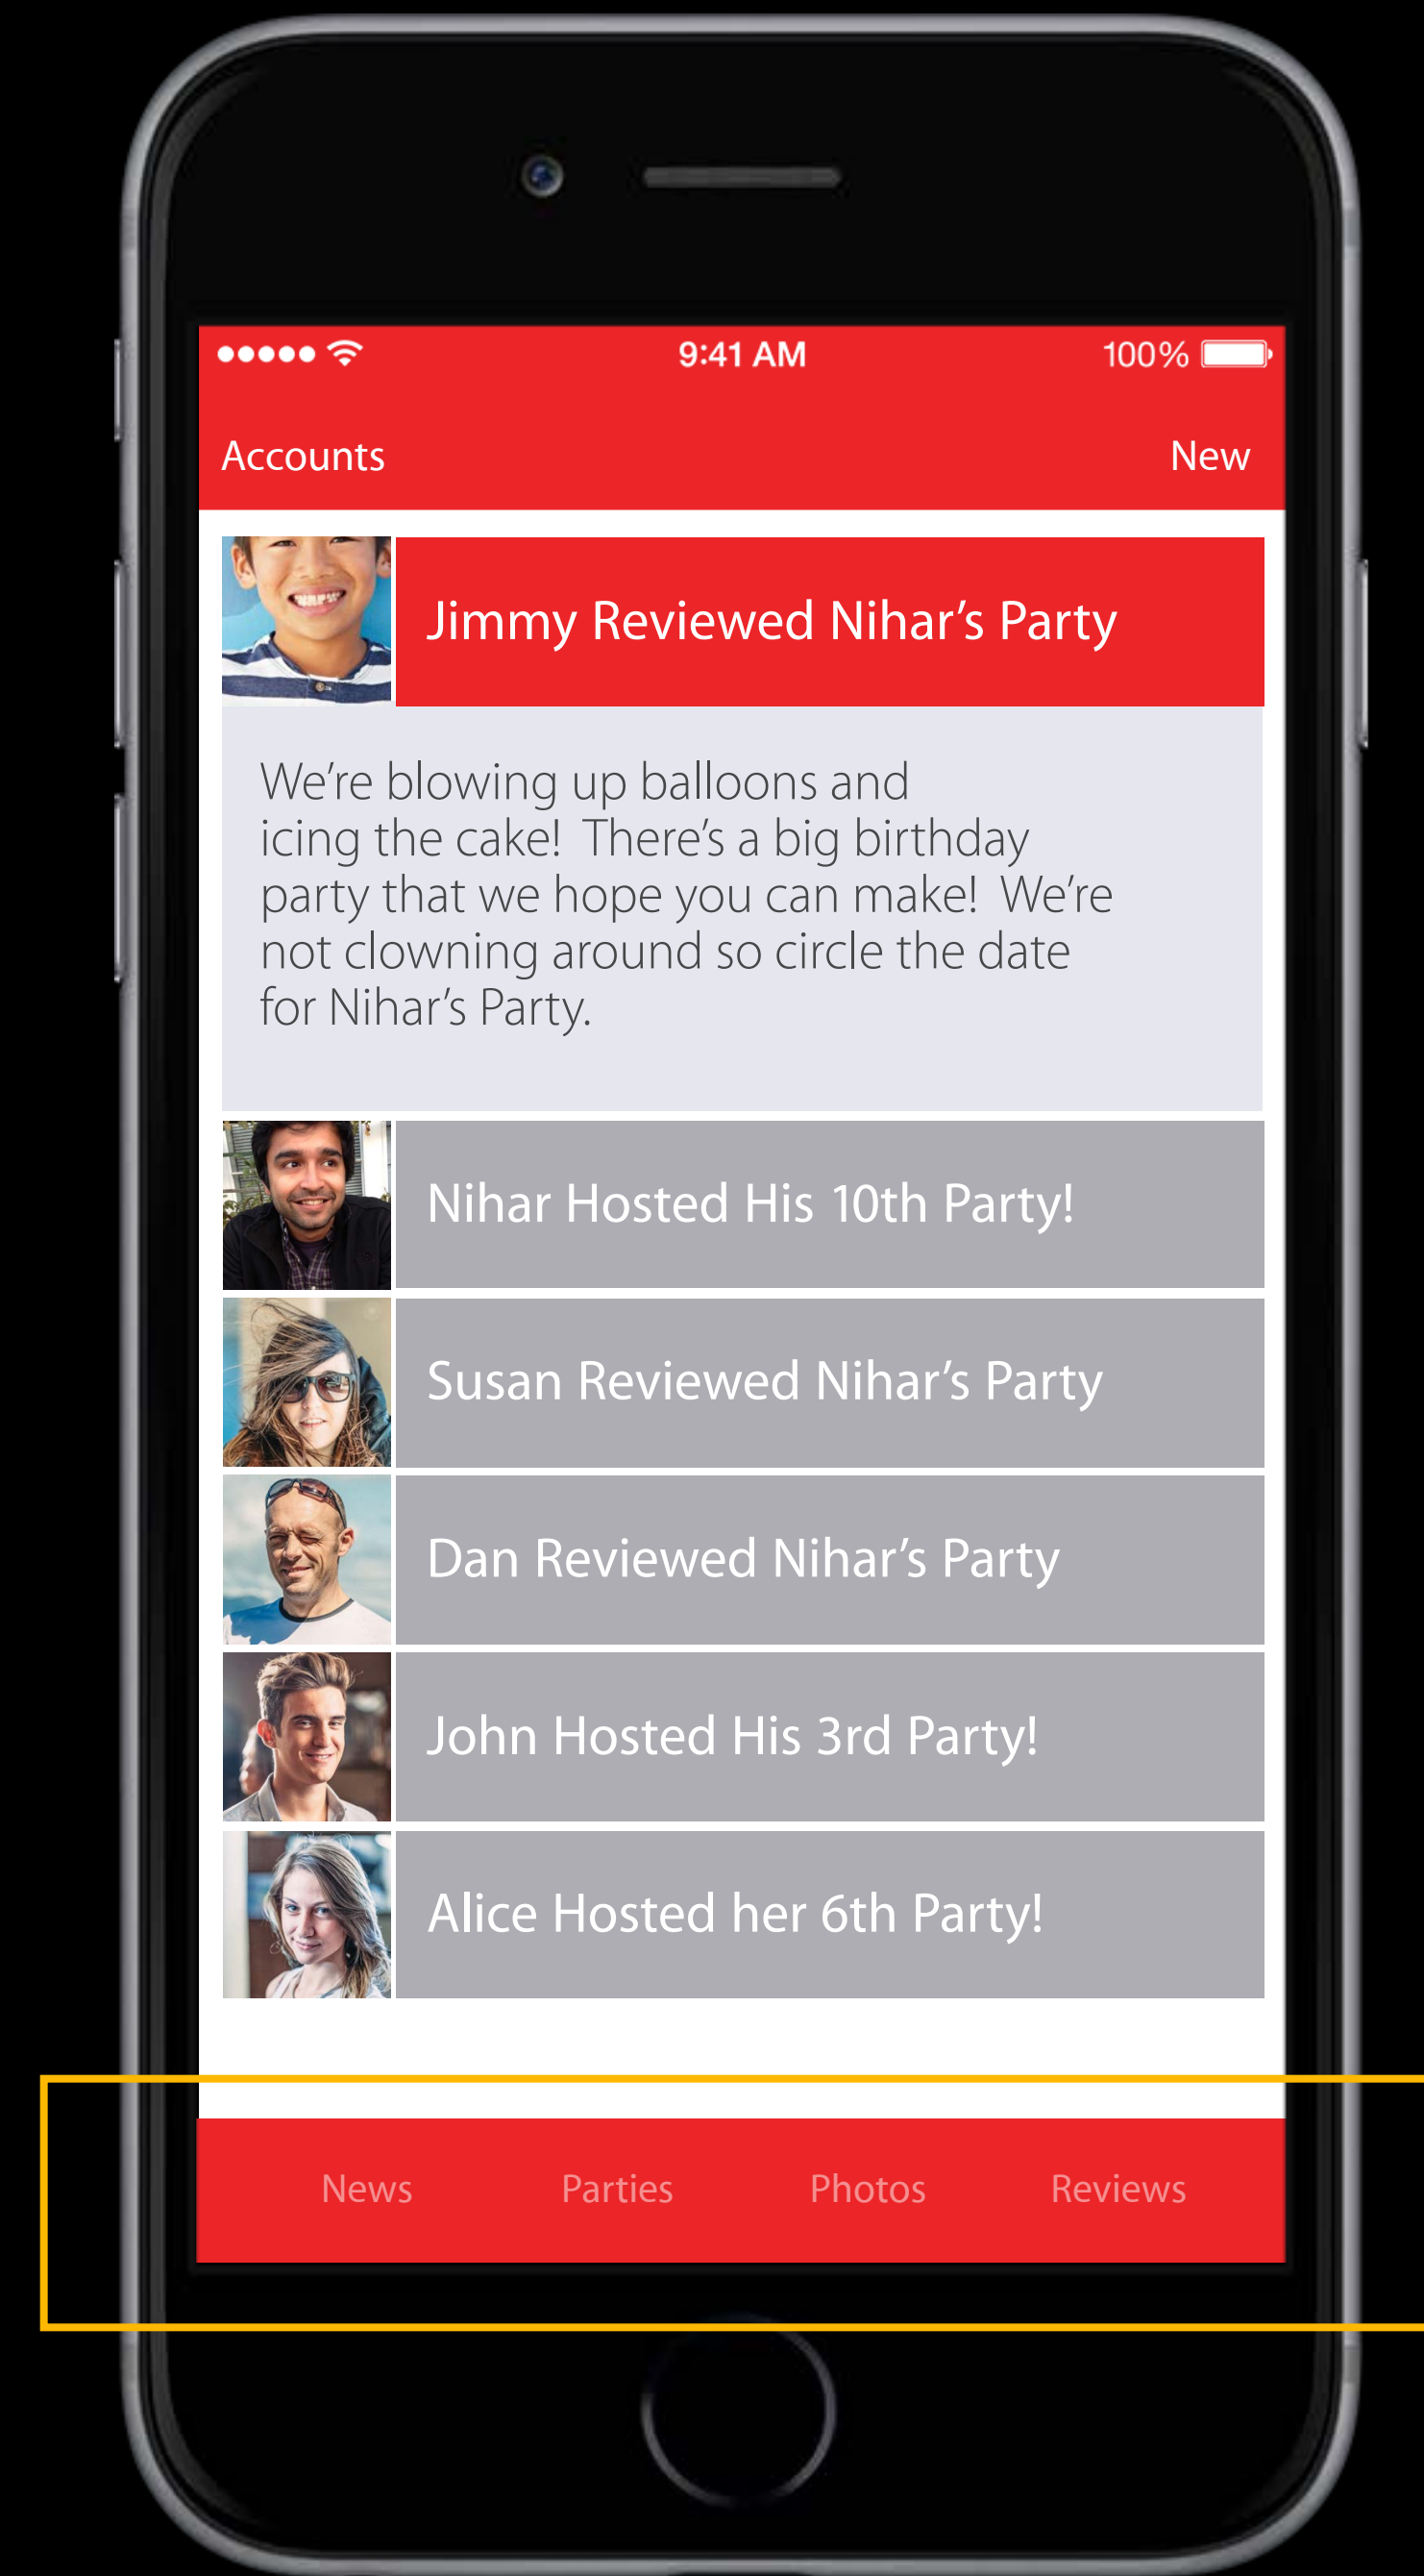 9:41 AM 100%
Accounts New
Jimmy Reviewed Nihar’s Party
We’re blowing up balloons and
icing the cake!  There’s a big birthday
party that we hope you can make!  We’re
not clowning around so circle the date
for Nihar’s Party.
Nihar Hosted His 10th Party!
Susan Reviewed Nihar’s Party
Dan Reviewed Nihar’s Party
John Hosted His 3rd Party!
Alice Hosted her 6th Party!
News Parties Photos Reviews